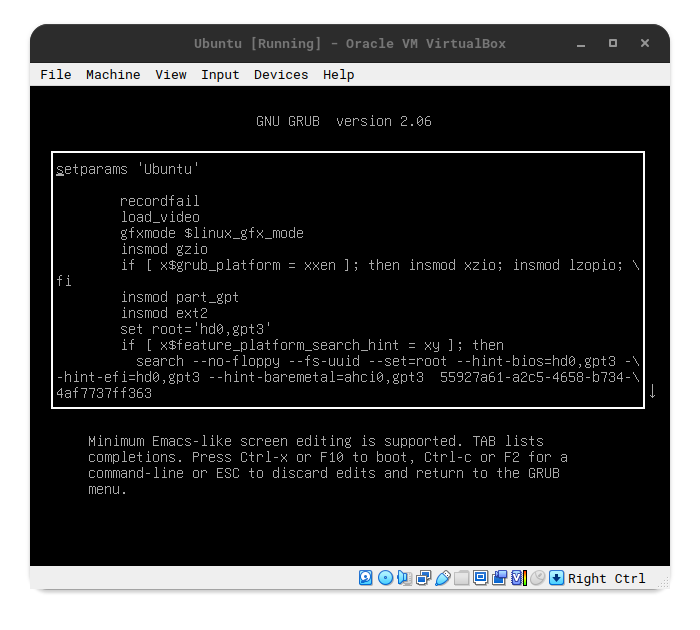 Ubuntu [Running] - Oracle VM VirtualBox
File Machine View Input Devices Help
GNU GRUB version 2.06
setparams 'Ubuntu'
recordfail
load_video
gfxmode $linux_gfx_mode
insmod gzio
if [ x$grub_platform = xxen ]; then insmod xzio; insmod lzopio; \
fi
insmod part_gpt
insmod ext2
set root='hd0,gpt3'
if [ x$feature_platform_search_hint = xy ]; then
search --no-floppy --fs-uuid --set=root --hint-bios=hd0,gpt3 -\
-hint-efi=hd0,gpt3 --hint-baremetal=ahci0,gpt3 55927a61-a2c5-4658-b734-\
4af7737ff363
Minimum Emacs-like screen editing is supported. TAB lists
completions. Press Ctrl-x or F10 to boot, Ctrl-c or F2 for a
command-line or ESC to discard edits and return to the GRUB
menu.
Right Ctrl